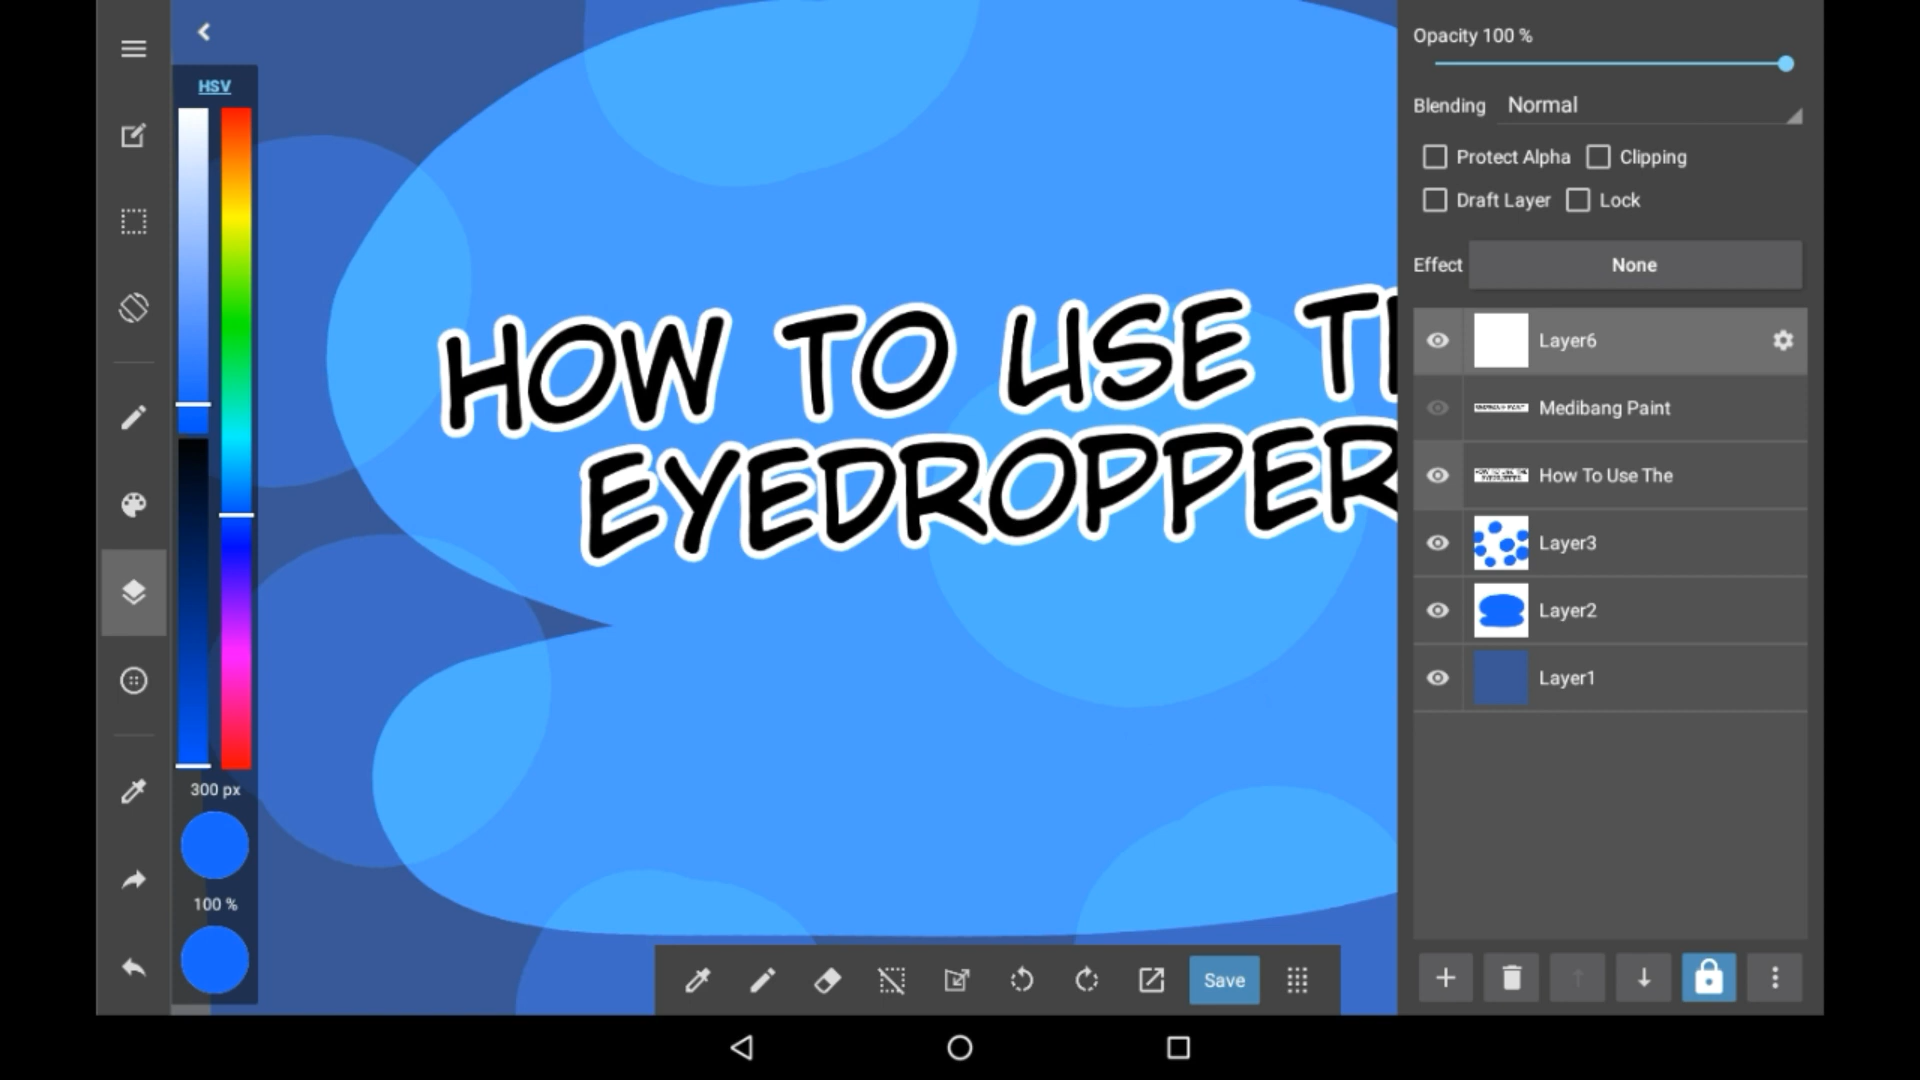 HSV
300 px
100 %
HOW TO USE
EYEDROPPER
Save
Opacity 100 %
Blending Normal
Protect Alpha Clipping
Draft Layer Lock
Effect None
Layer6
Medibang Paint
How To Use The
Layer3
Layer2
Layer1